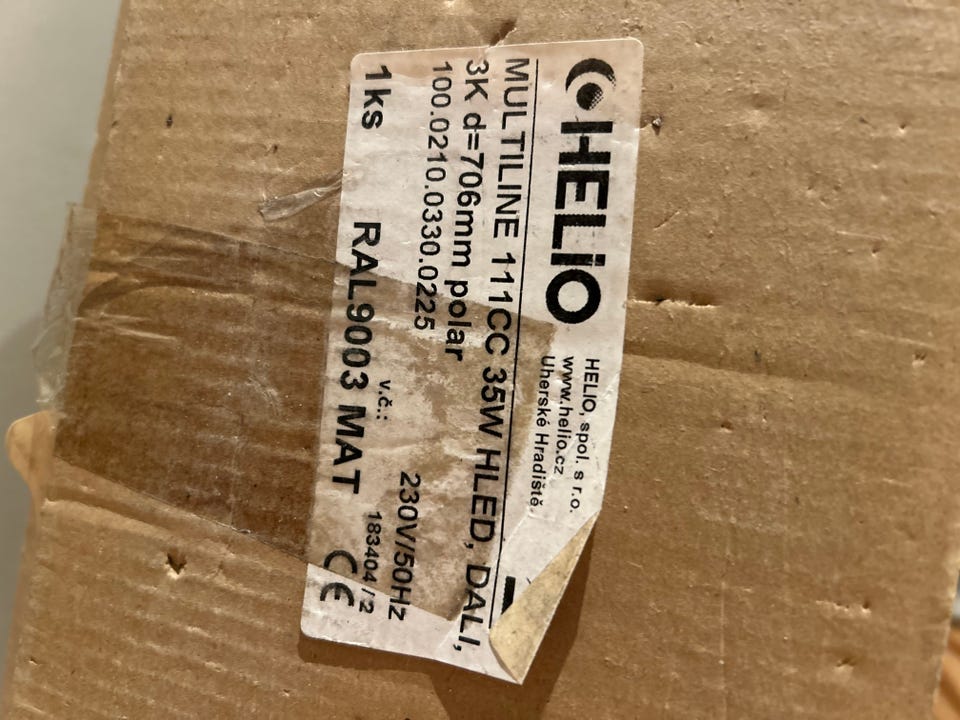 HELIO
HELIO, spol. s r.o.
www.helio.cz
Uherské Hradiště
MULTILINE 111CC 35W HLED, DALI,
3K d=706mm polar
100.0210.0330.0225
230V/50Hz
v.č.: 183404 / 2
1ks RAL9003 MAT CE